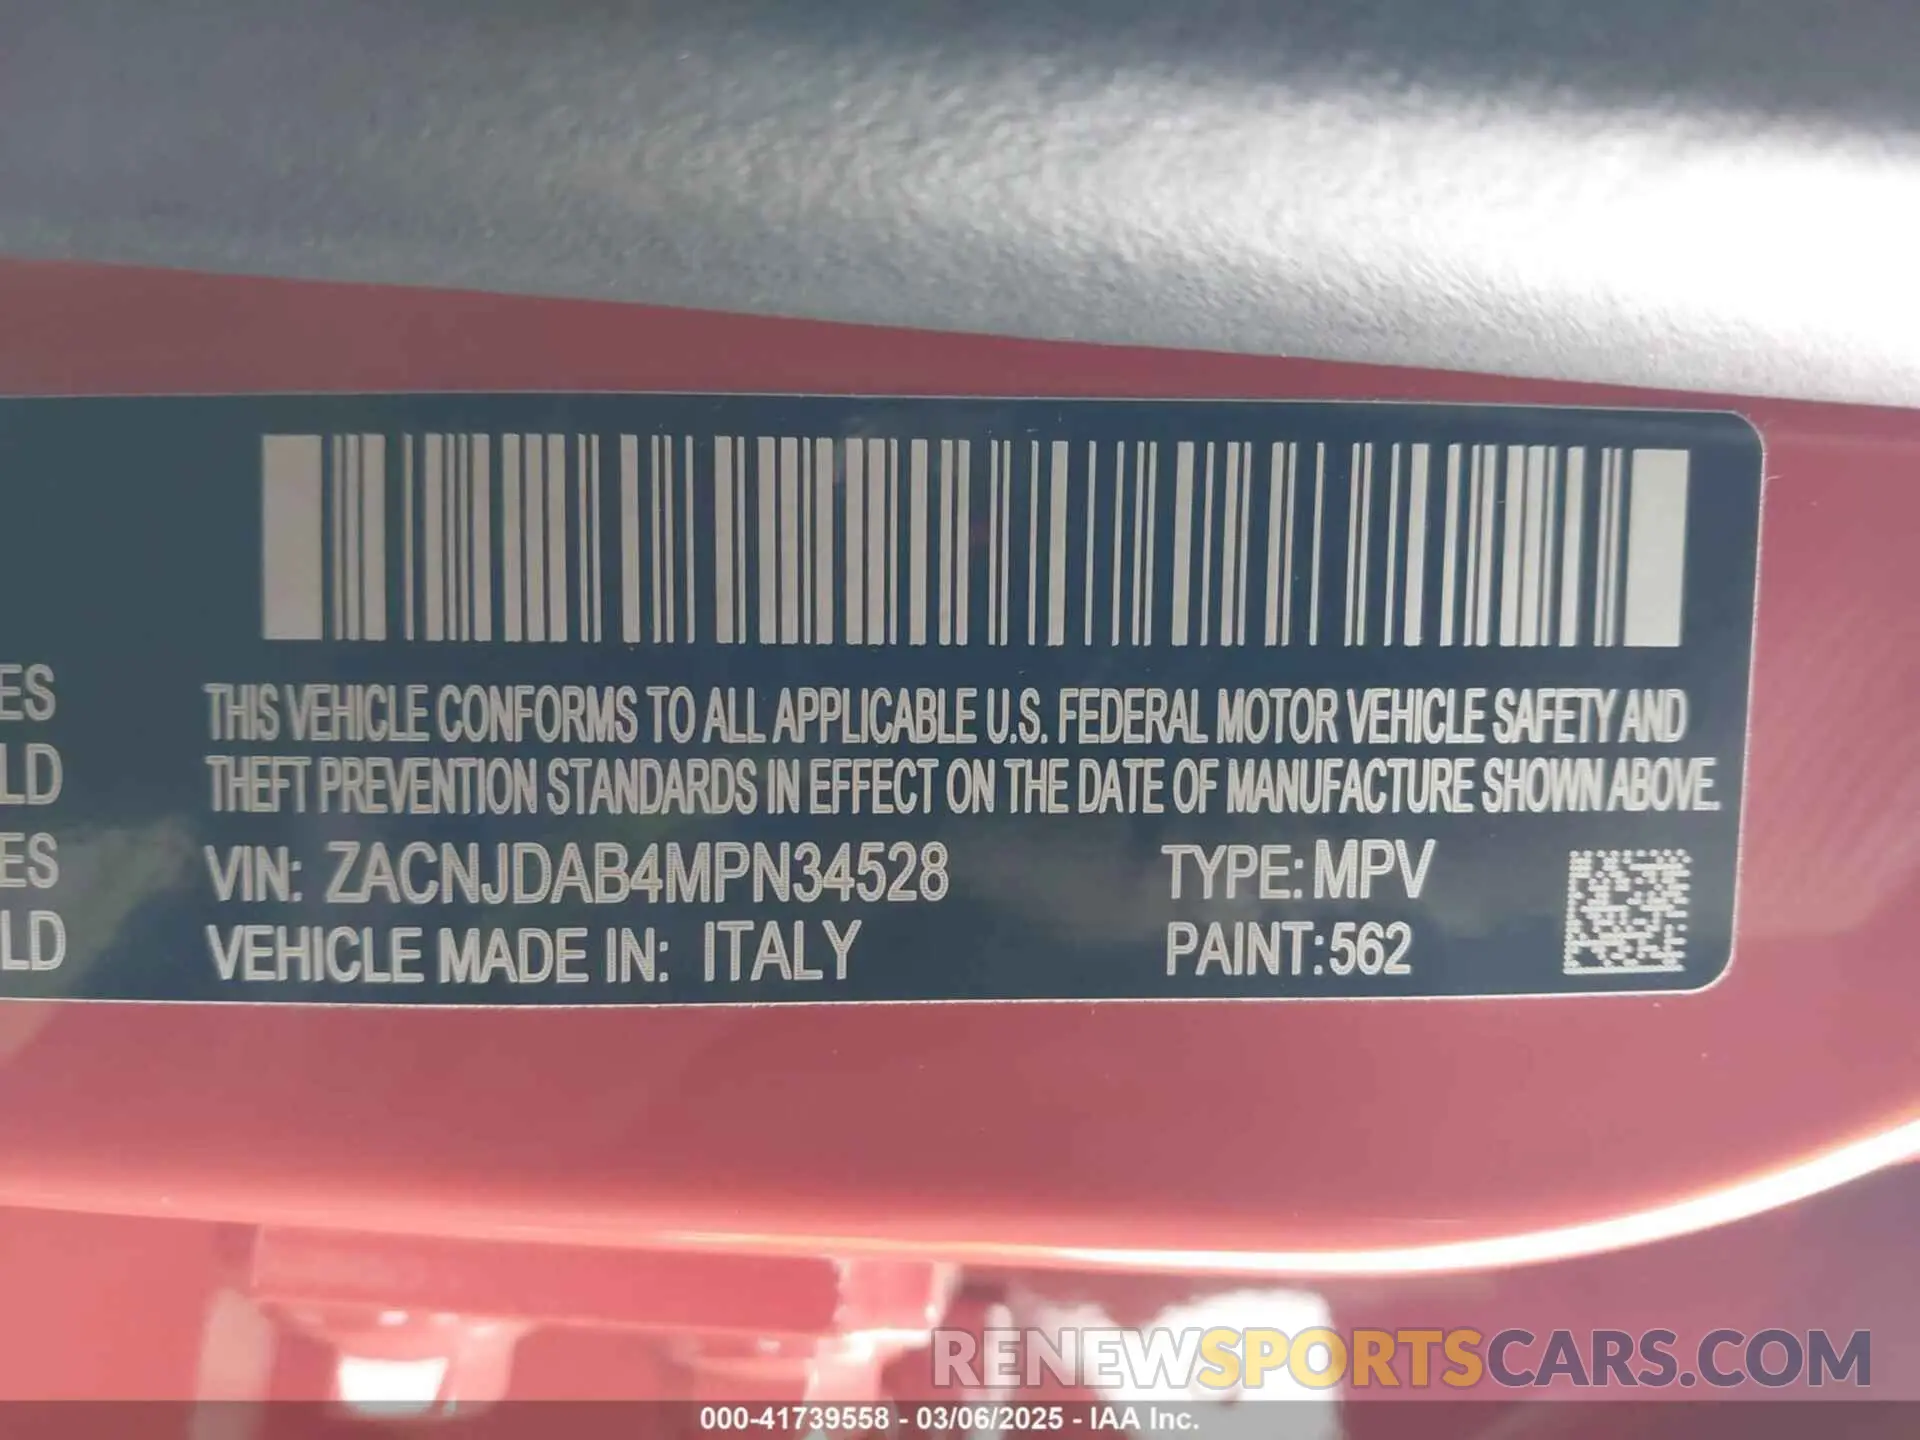 ES
LD
ES
LD
THIS VEHICLE CONFORMS TO ALL APPLICABLE U.S. FEDERAL MOTOR VEHICLE SAFETY AND
THEFT PREVENTION STANDARDS IN EFFECT ON THE DATE OF MANUFACTURE SHOWN ABOVE.
VIN: ZACNJDAB4MPN34528 TYPE: MPV
VEHICLE MADE IN: ITALY PAINT: 562
RENEWSPORTSCARS.COM
000-41739558 - 03/06/2025 - IAA Inc.